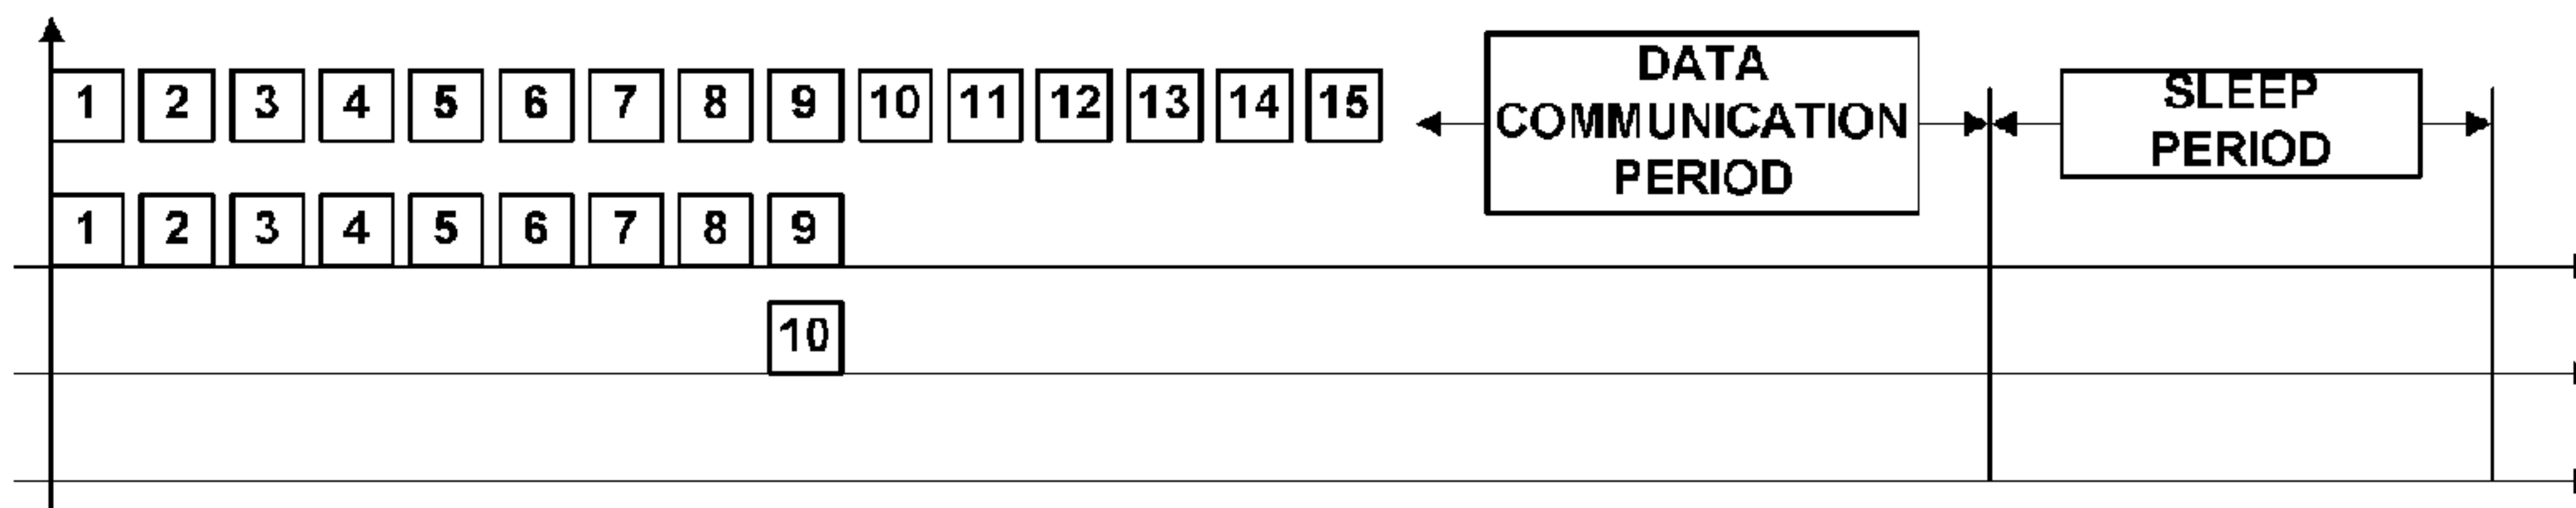 1 2 3 4 5 6 7 8 9 10 11 12 13 14 15
DATA
COMMUNICATION
PERIOD
SLEEP
PERIOD
1 2 3 4 5 6 7 8 9
10